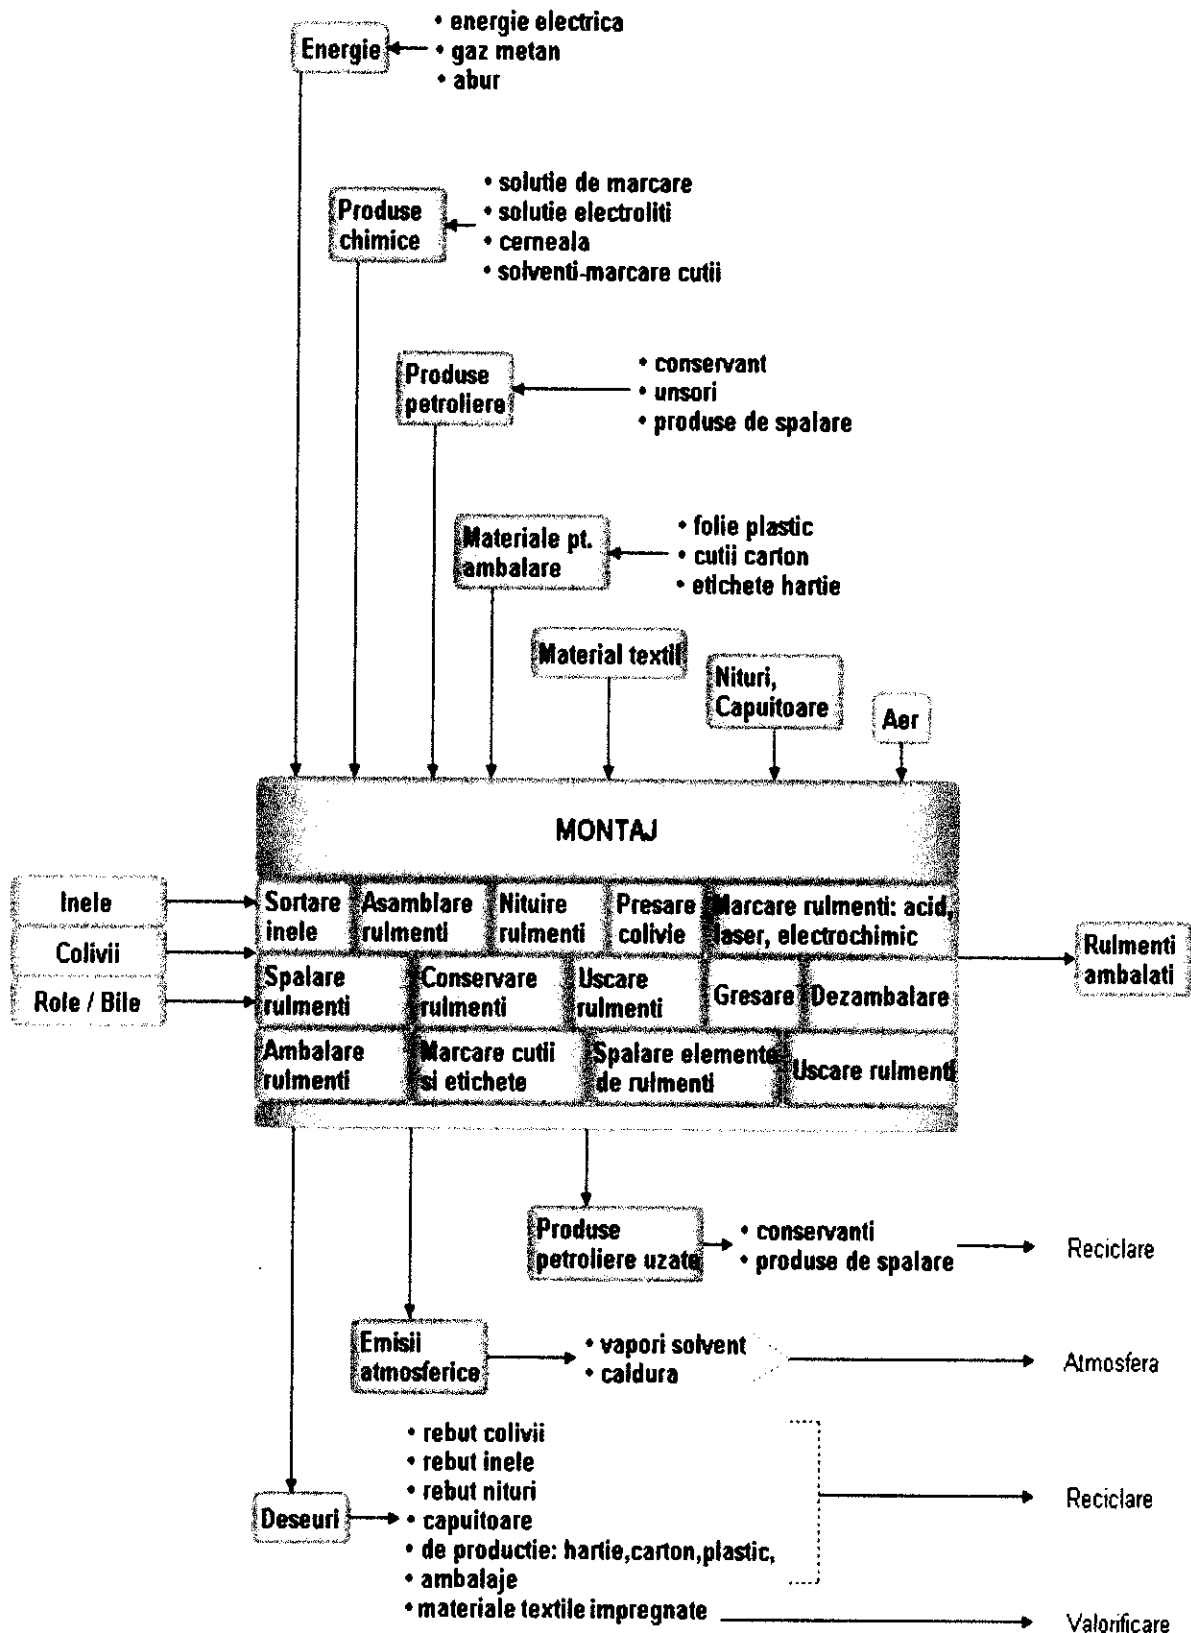 Energie
• energie electrica
• gaz metan
• abur
Produse
chimice
• solutie de marcare
• solutie electroliti
• cerneala
• solventi-marcare cutii
Produse
petroliere
• conservant
• unsori
• produse de spalare
Materiale pt.
ambalare
• folie plastic
• cutii carton
• etichete hartie
Material textil
Nituri,
Capuitoare
Aer
MONTAJ
Inele
Colivii
Role / Bile
Sortare
inele
Asamblare
rulmenti
Nituire
rulmenti
Presare
colivie
Marcare rulmenti: acid,
laser, electrochimic
Spalare
rulmenti
Conservare
rulmenti
Uscare
rulmenti
Gresare
Dezambalare
Ambalare
rulmenti
Marcare cutii
si etichete
Spalare elemente
de rulmenti
Uscare rulmenti
Rulmenti
ambalati
Produse
petroliere uzate
• conservanti
• produse de spalare
Reciclare
Emisii
atmosferice
• vapori solvent
• caldura
Atmosfera
Deseuri
• rebut colivii
• rebut inele
• rebut nituri
• capuitoare
• de productie: hartie,carton,plastic,
• ambalaje
• materiale textile impregnate
Reciclare
Valorificare